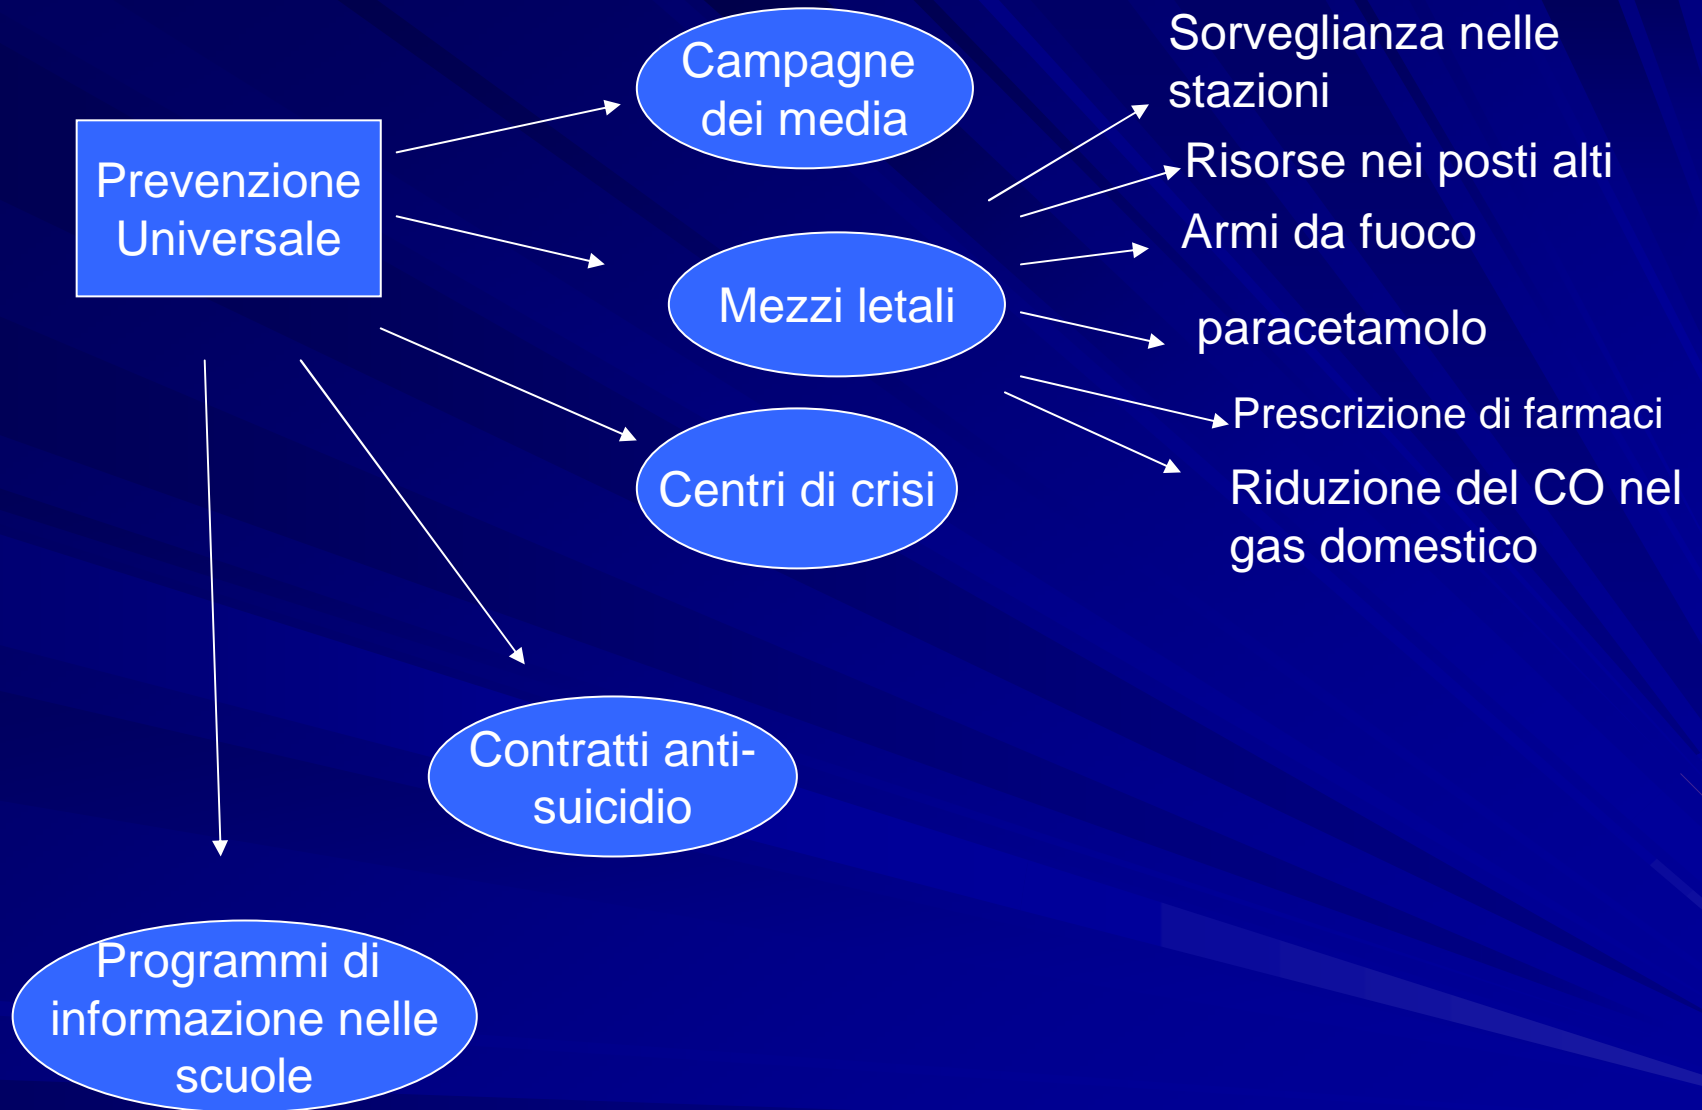 Prevenzione
Universale
Campagne
dei media
Mezzi letali
Centri di crisi
Contratti anti-
suicidio
Programmi di
informazione nelle
scuole
Sorveglianza nelle
stazioni
Risorse nei posti alti
Armi da fuoco
paracetamolo
Prescrizione di farmaci
Riduzione del CO nel
gas domestico